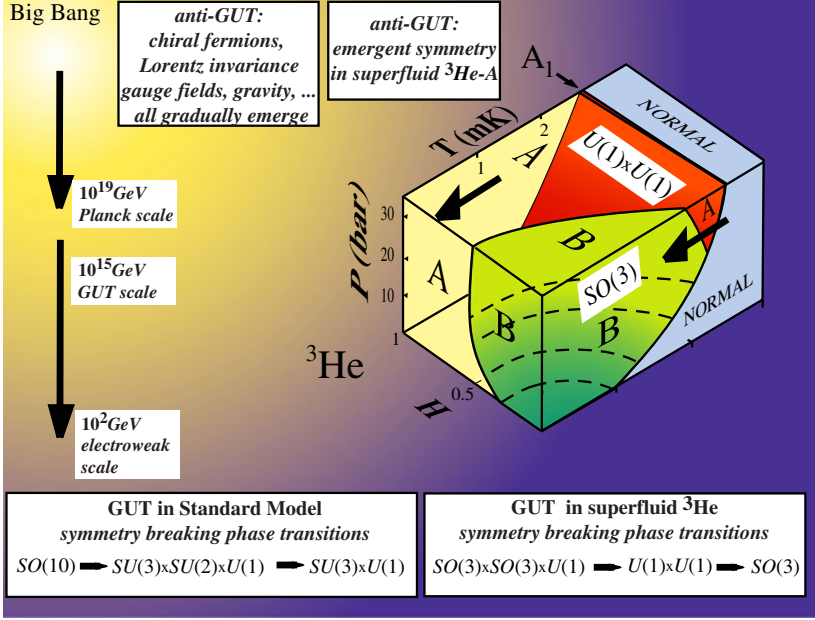 Big Bang
anti-GUT:
chiral fermions,
Lorentz invariance
gauge fields, gravity, ...
all gradually emerge
anti-GUT:
emergent symmetry
in superfluid ³He-A
10¹⁹GeV
Planck scale
10¹⁵GeV
GUT scale
10²GeV
electroweak
scale
A₁
NORMAL
T (mK)
2
1
A
U(1)xU(1)
A
P (bar)
30
20
10
A
B
SO(3)
B
B
NORMAL
1
0.5
H
³He
GUT in Standard Model
symmetry breaking phase transitions
SO(10) ➡ SU(3)xSU(2)xU(1) ➡ SU(3)xU(1)
GUT in superfluid ³He
symmetry breaking phase transitions
SO(3)xSO(3)xU(1) ➡ U(1)xU(1) ➡ SO(3)